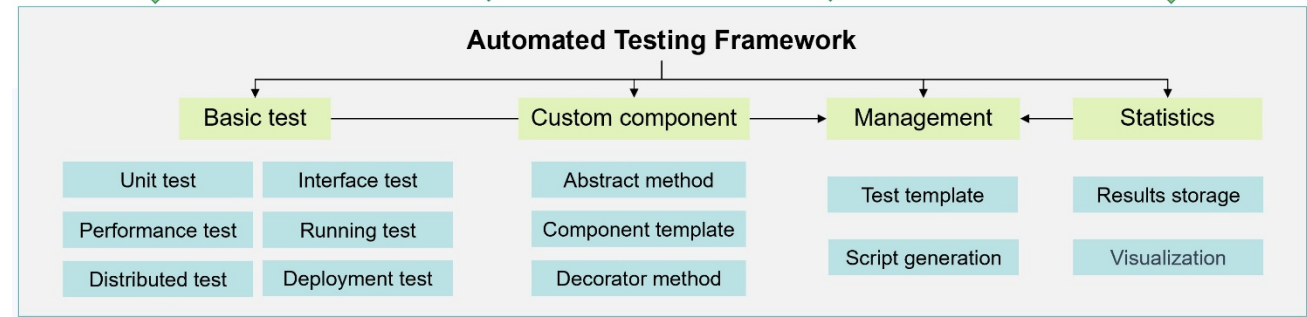 Automated Testing Framework
Basic test
Custom component
Management
Statistics
Unit test
Interface test
Performance test
Running test
Distributed test
Deployment test
Abstract method
Component template
Decorator method
Test template
Script generation
Results storage
Visualization